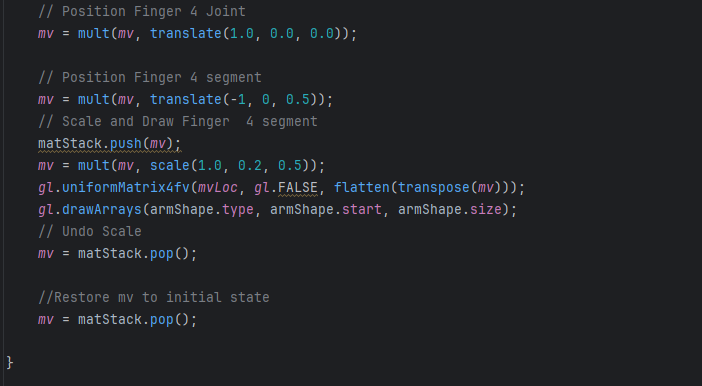 // Position Finger 4 Joint
mv = mult(mv, translate(1.0, 0.0, 0.0));
// Position Finger 4 segment
mv = mult(mv, translate(-1, 0, 0.5));
// Scale and Draw Finger  4 segment
matStack.push(mv);
mv = mult(mv, scale(1.0, 0.2, 0.5));
gl.uniformMatrix4fv(mvLoc, gl.FALSE, flatten(transpose(mv)));
gl.drawArrays(armShape.type, armShape.start, armShape.size);
// Undo Scale
mv = matStack.pop();
//Restore mv to initial state
mv = matStack.pop();
}